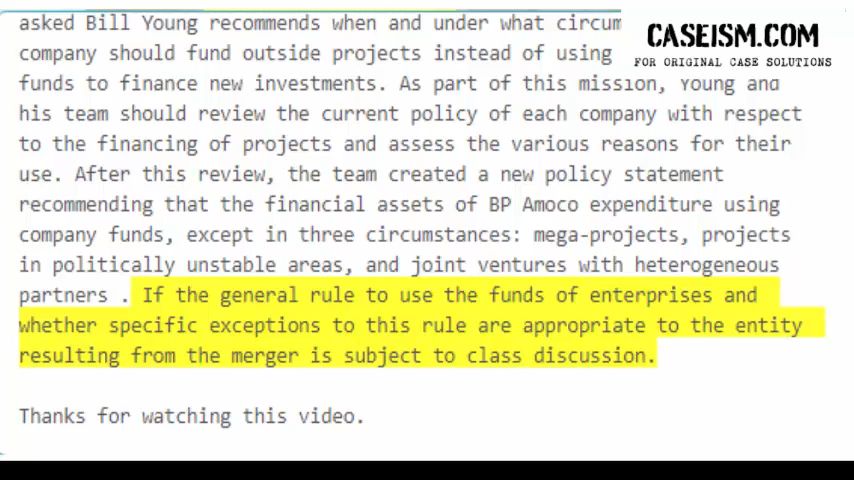 asked Bill Young recommends when and under what circum
company should fund outside projects instead of using
funds to finance new investments. As part of this mission, Young and
his team should review the current policy of each company with respect
to the financing of projects and assess the various reasons for their
use. After this review, the team created a new policy statement
recommending that the financial assets of BP Amoco expenditure using
company funds, except in three circumstances: mega-projects, projects
in politically unstable areas, and joint ventures with heterogeneous
partners . If the general rule to use the funds of enterprises and
whether specific exceptions to this rule are appropriate to the entity
resulting from the merger is subject to class discussion.
Thanks for watching this video.
CASEISM.COM
FOR ORIGINAL CASE SOLUTIONS